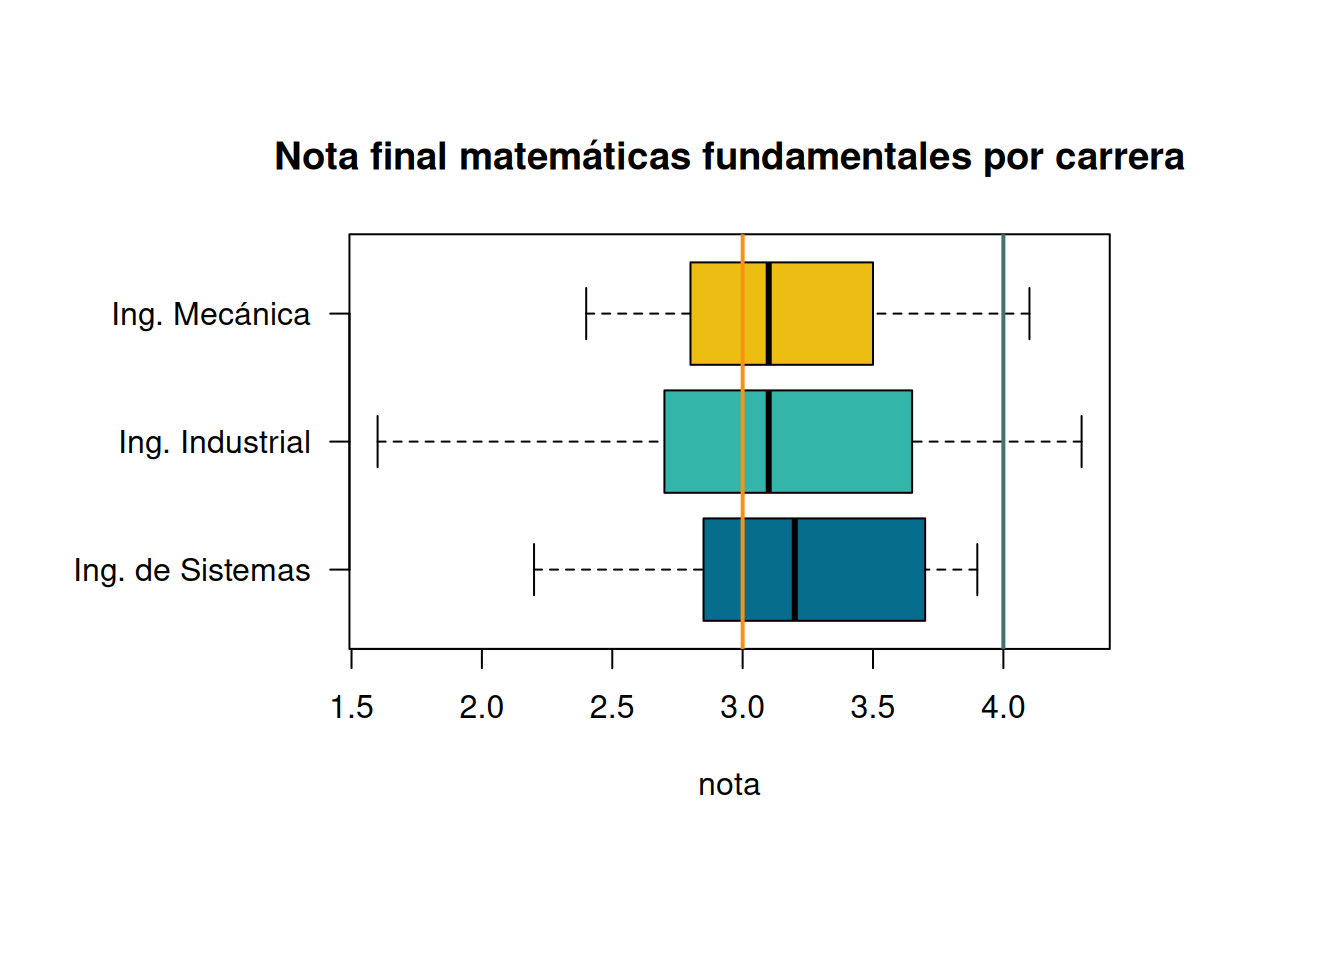 Nota final matemáticas fundamentales por carrera
Ing. Mecánica
Ing. Industrial
Ing. de Sistemas
1.5 2.0 2.5 3.0 3.5 4.0
nota